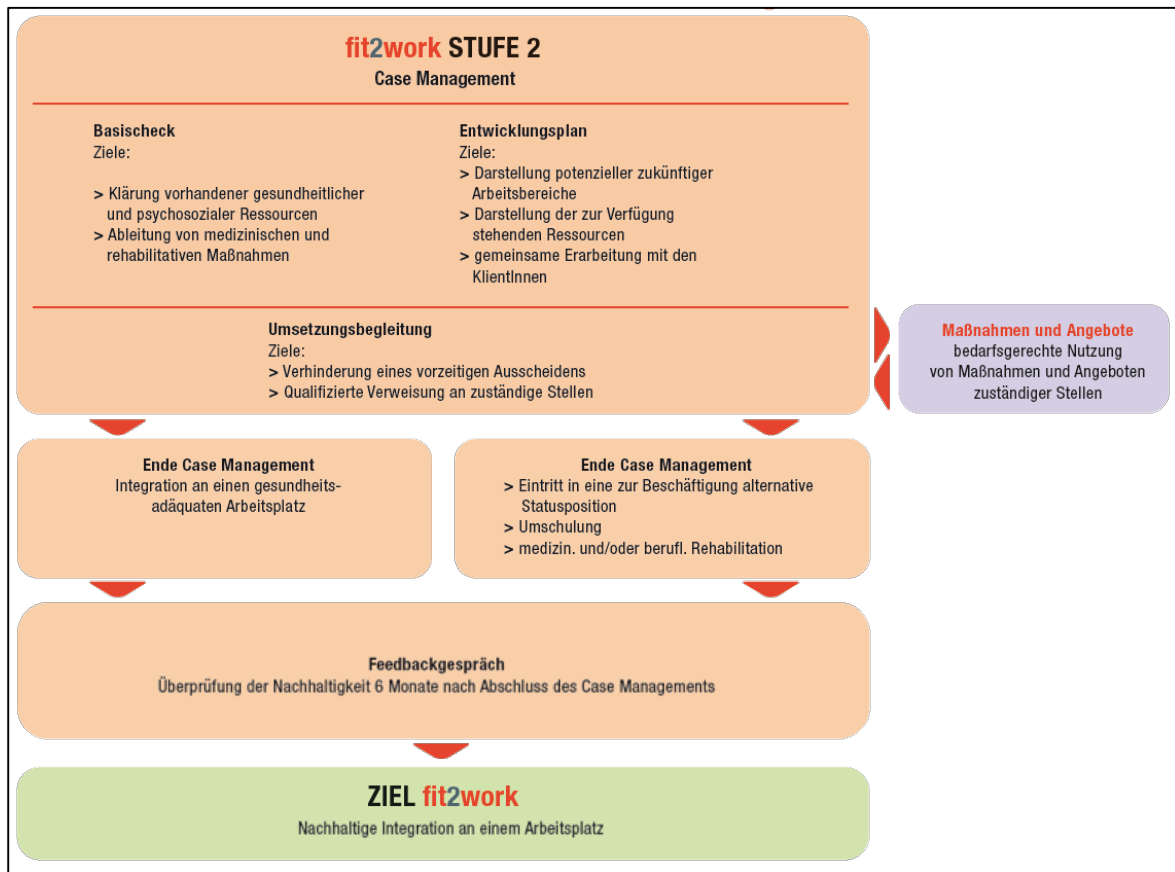 fit2work STUFE 2
Case Management
Basischeck
Ziele:
> Klärung vorhandener gesundheitlicher
und psychosozialer Ressourcen
> Ableitung von medizinischen und
rehabilitativen Maßnahmen
Entwicklungsplan
Ziele:
> Darstellung potenzieller zukünftiger
Arbeitsbereiche
> Darstellung der zur Verfügung
stehenden Ressourcen
> gemeinsame Erarbeitung mit den
KlientInnen
Umsetzungsbegleitung
Ziele:
> Verhinderung eines vorzeitigen Ausscheidens
> Qualifizierte Verweisung an zuständige Stellen
Maßnahmen und Angebote
bedarfsgerechte Nutzung
von Maßnahmen und Angeboten
zuständiger Stellen
Ende Case Management
Integration an einen gesundheits-
adäquaten Arbeitsplatz
Ende Case Management
> Eintritt in eine zur Beschäftigung alternative
Statusposition
> Umschulung
> medizin. und/oder berufl. Rehabilitation
Feedbackgespräch
Überprüfung der Nachhaltigkeit 6 Monate nach Abschluss des Case Managements
ZIEL fit2work
Nachhaltige Integration an einem Arbeitsplatz